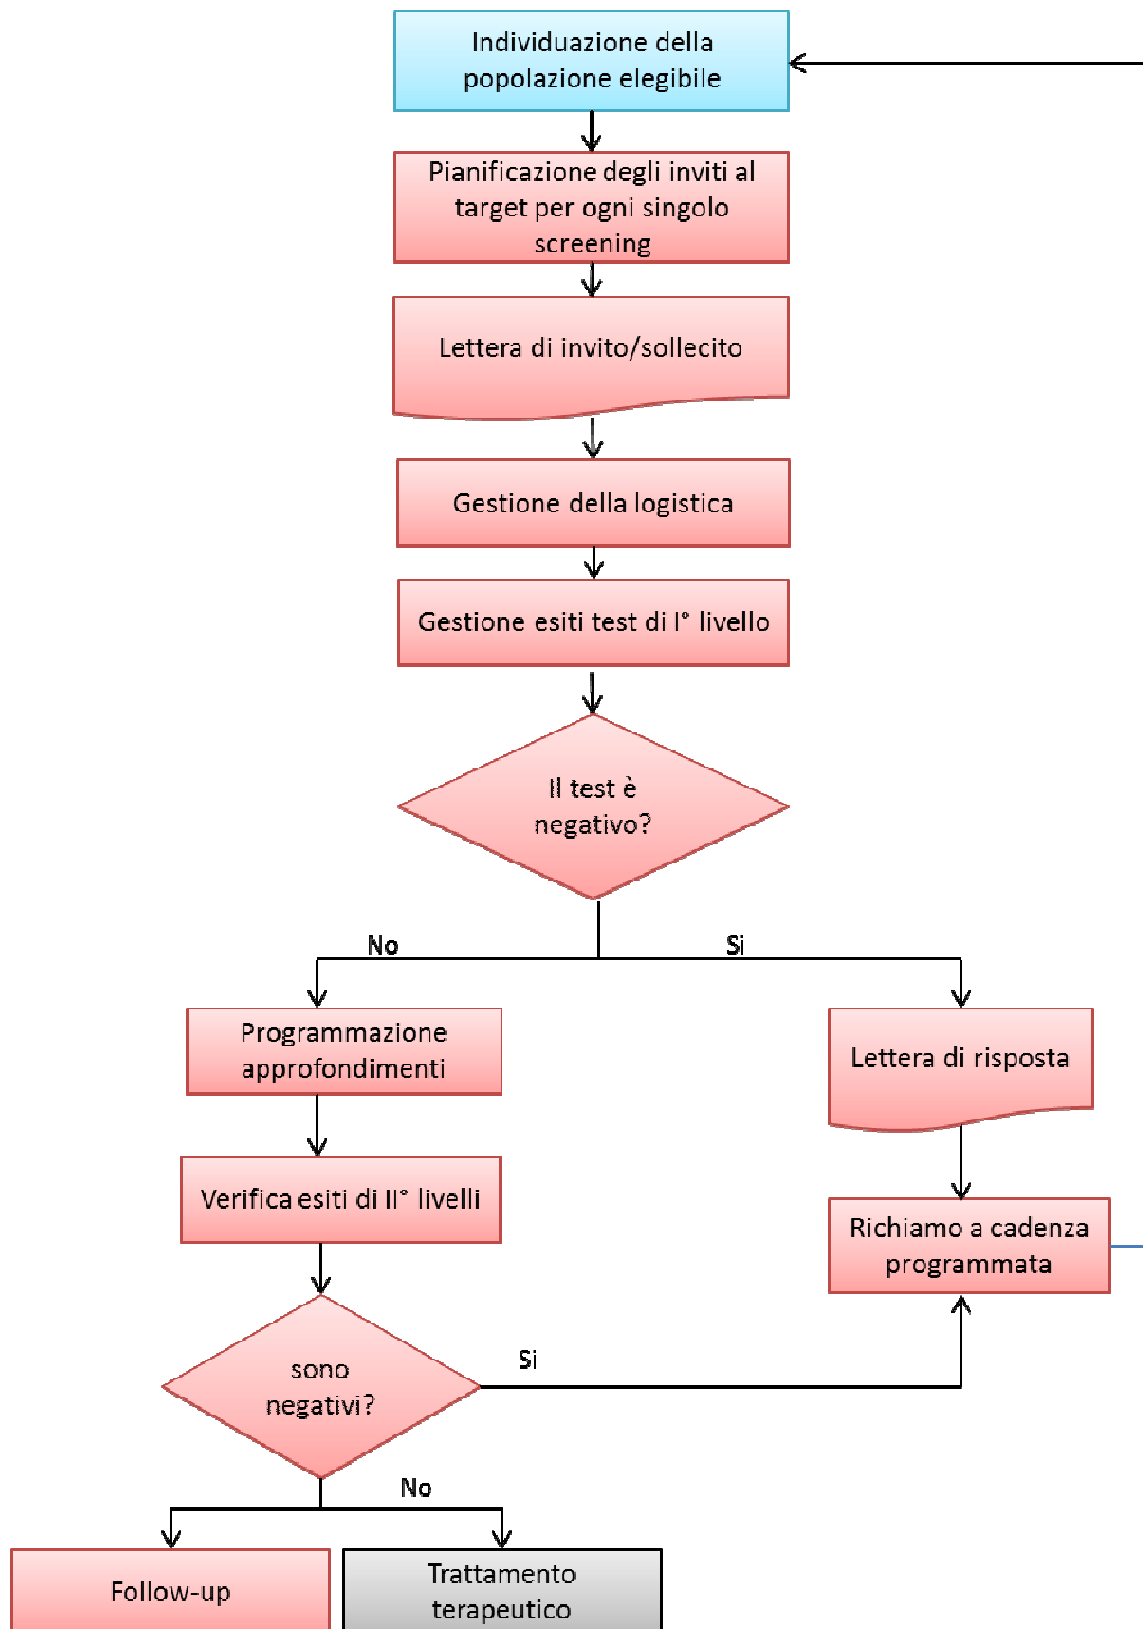 Individuazione della
popolazione elegibile
Pianificazione degli inviti al
target per ogni singolo
screening
Lettera di invito/sollecito
Gestione della logistica
Gestione esiti test di I° livello
Il test è
negativo?
No
Si
Programmazione
approfondimenti
Lettera di risposta
Verifica esiti di II° livelli
Richiamo a cadenza
programmata
sono
negativi?
Si
No
Follow-up
Trattamento
terapeutico